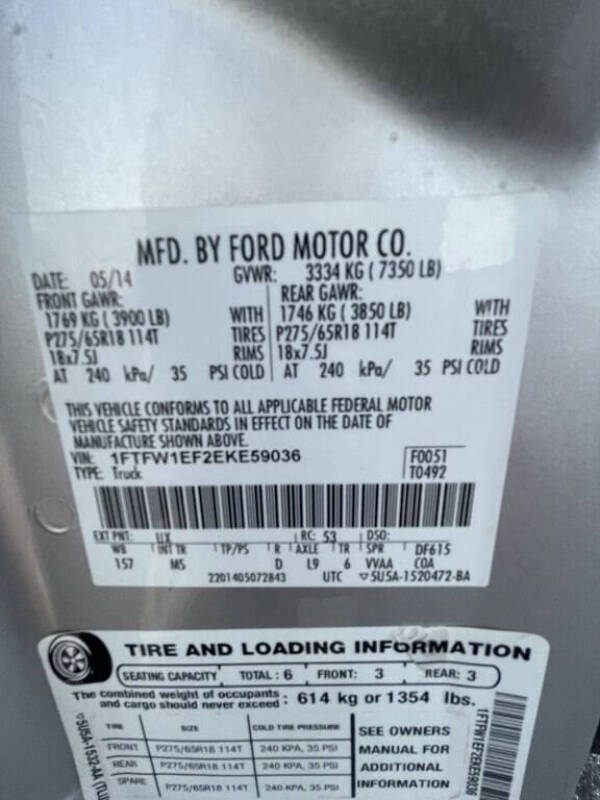 MFD. BY FORD MOTOR CO.
DATE: 05/14 GVWR: 3334 KG ( 7350 LB)
FRONT GAWR: REAR GAWR:
1769 KG ( 3900 LB) WITH 1746 KG ( 3850 LB) WITH
P275/65R18 114T TIRES P275/65R18 114T TIRES
18x7.5J RIMS 18x7.5J RIMS
AT 240 kPa/ 35 PSI COLD AT 240 kPa/ 35 PSI COLD
THIS VEHICLE CONFORMS TO ALL APPLICABLE FEDERAL MOTOR
VEHICLE SAFETY STANDARDS IN EFFECT ON THE DATE OF
MANUFACTURE SHOWN ABOVE.
VIN: 1FTFW1EF2EKE59036 F0051
TYPE: Truck T0492
EXT PNT: UX RC: 53 DSO:
WB INT TR TP/PS R AXLE TR SPR DF615
157 MS D L9 6 VVAA COA
2201405072843 UTC 5U5A-1520472-BA
TIRE AND LOADING INFORMATION
SEATING CAPACITY TOTAL : 6 FRONT: 3 REAR: 3
The combined weight of occupants
and cargo should never exceed : 614 kg or 1354 lbs.
TIRE SIZE COLD TIRE PRESSURE SEE OWNERS
FRONT P275/65R18 114T 240 KPA, 35 PSI MANUAL FOR
REAR P275/65R18 114T 240 KPA, 35 PSI ADDITIONAL
SPARE P275/65R18 114T 240 KPA, 35 PSI INFORMATION
5U5A-1532-AA (TLU
1FTFW1EF2EKE59036